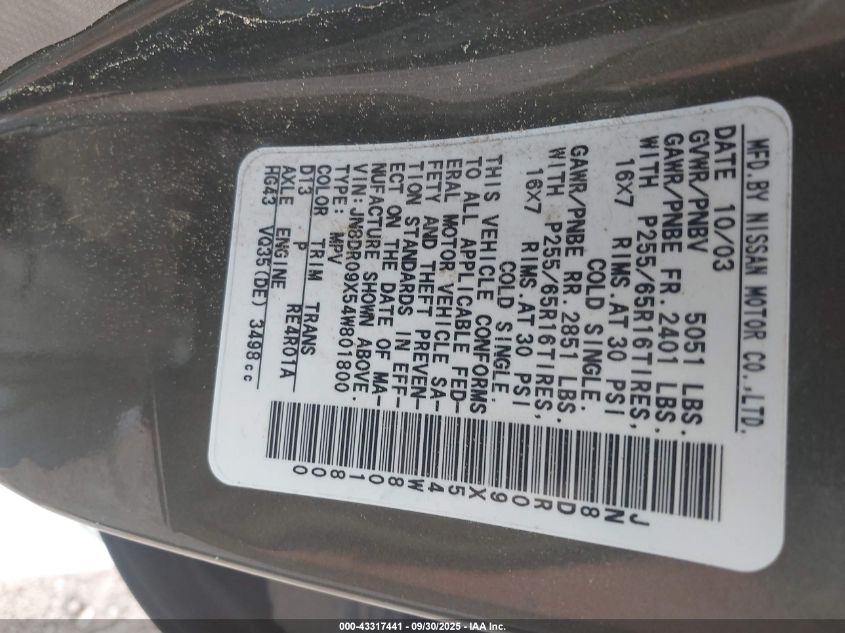 MFD.BY NISSAN MOTOR CO.,LTD.
DATE 10/03
GVWR/PNBV 5051 LBS.
GAWR/PNBE FR.2401 LBS.
WITH P255/65R16TIRES,
16X7 RIMS.AT 30 PSI
COLD SINGLE.
GAWR/PNBE RR.2851 LBS.
WITH P255/65R16TIRES,
16X7 RIMS.AT 30 PSI
COLD SINGLE.
THIS VEHICLE CONFORMS
TO ALL APPLICABLE FED-
ERAL MOTOR VEHICLE SA-
FETY AND THEFT PREVEN-
TION STANDARDS IN EFF-
ECT ON THE DATE OF MA-
NUFACTURE SHOWN ABOVE.
VIN:JN8DR09X54W801800
TYPE: MPV
COLOR TRIM TRANS
D13 P RE4R01A
AXLE ENGINE
HG43 VQ35(DE) 3498cc
JN8DR09X54W801800
000-43317441 - 09/30/2025 - IAA Inc.